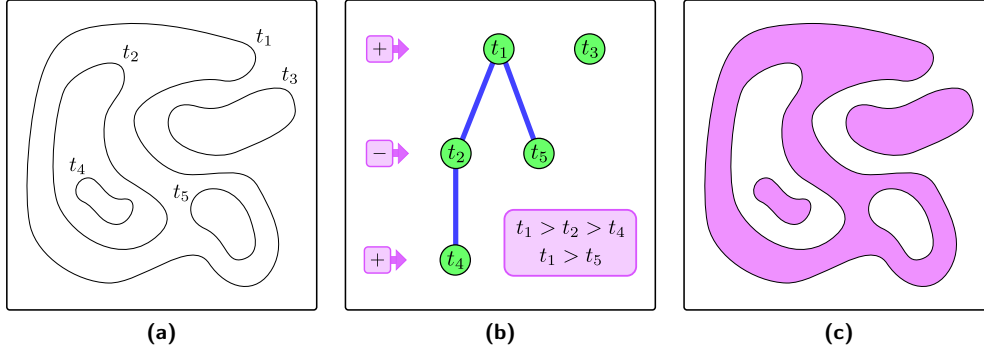 t₁
t₂
t₃
t₄
t₅
(a)
+
t₁
t₃
−
t₂
t₅
+
t₄
t₁ > t₂ > t₄
t₁ > t₅
(b)
(c)